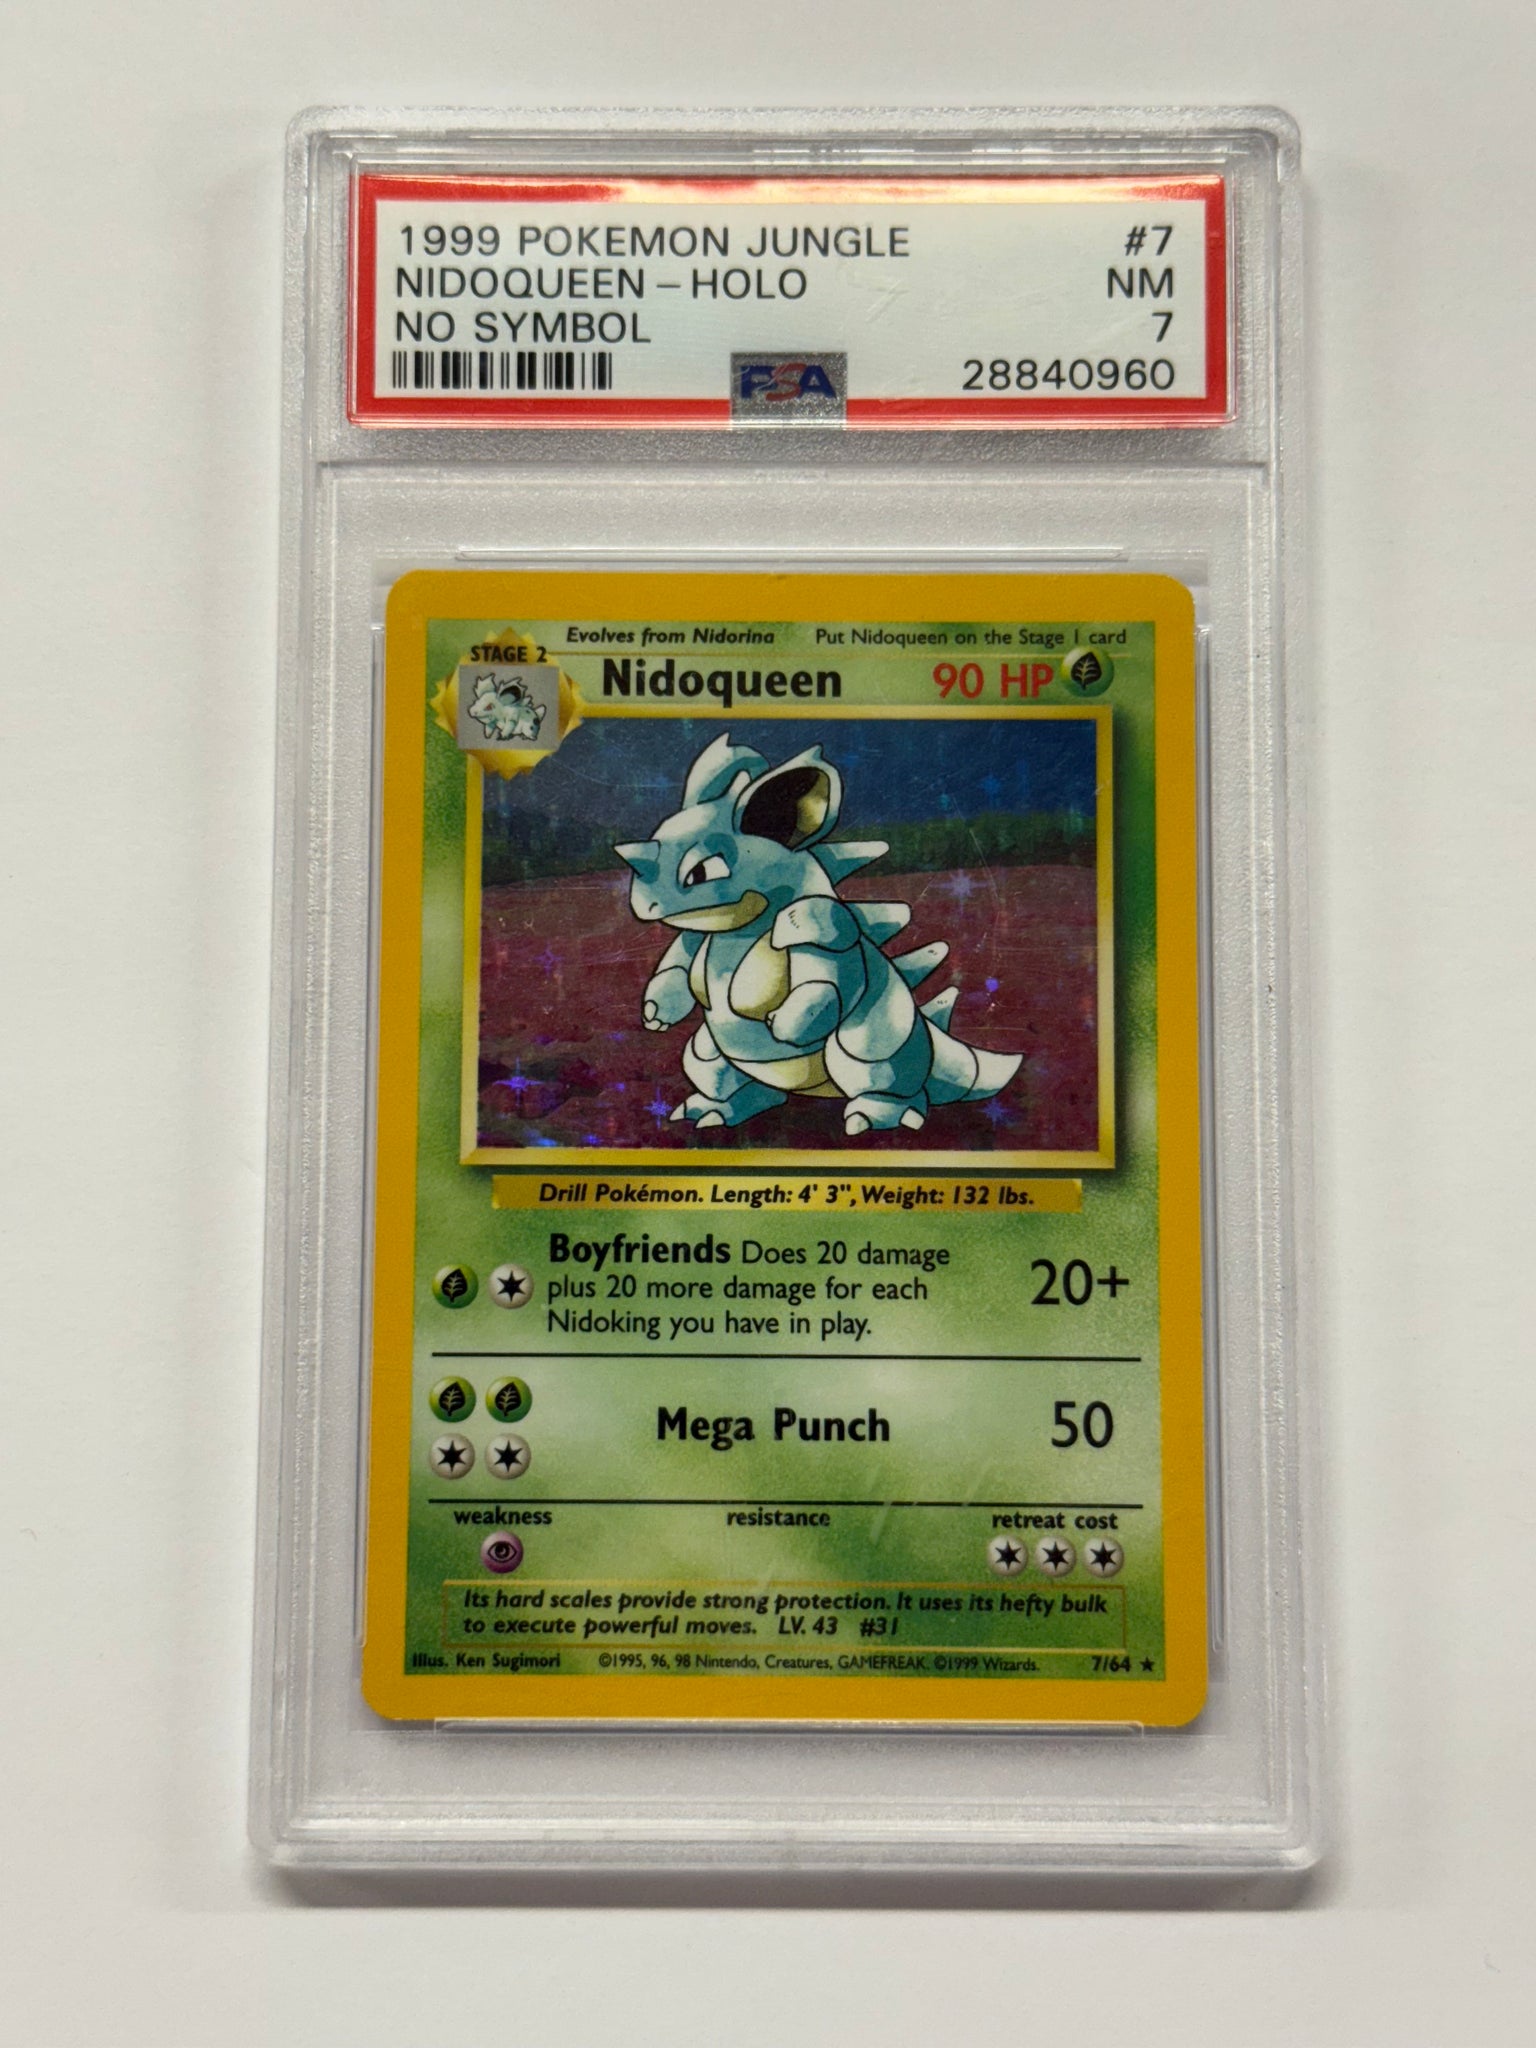 1999 POKEMON JUNGLE #7
NIDOQUEEN - HOLO NM
NO SYMBOL 7
PSA 28840960
Evolves from Nidorina Put Nidoqueen on the Stage 1 card
STAGE 2
Nidoqueen 90 HP
Drill Pokémon. Length: 4' 3", Weight: 132 lbs.
Boyfriends Does 20 damage
plus 20 more damage for each
Nidoking you have in play.
20+
Mega Punch 50
weakness resistance retreat cost
Its hard scales provide strong protection. It uses its hefty bulk
to execute powerful moves. LV. 43 #31
Illus. Ken Sugimori ©1995, 96, 98 Nintendo, Creatures, GAMEFREAK. ©1999 Wizards. 7/64 ★